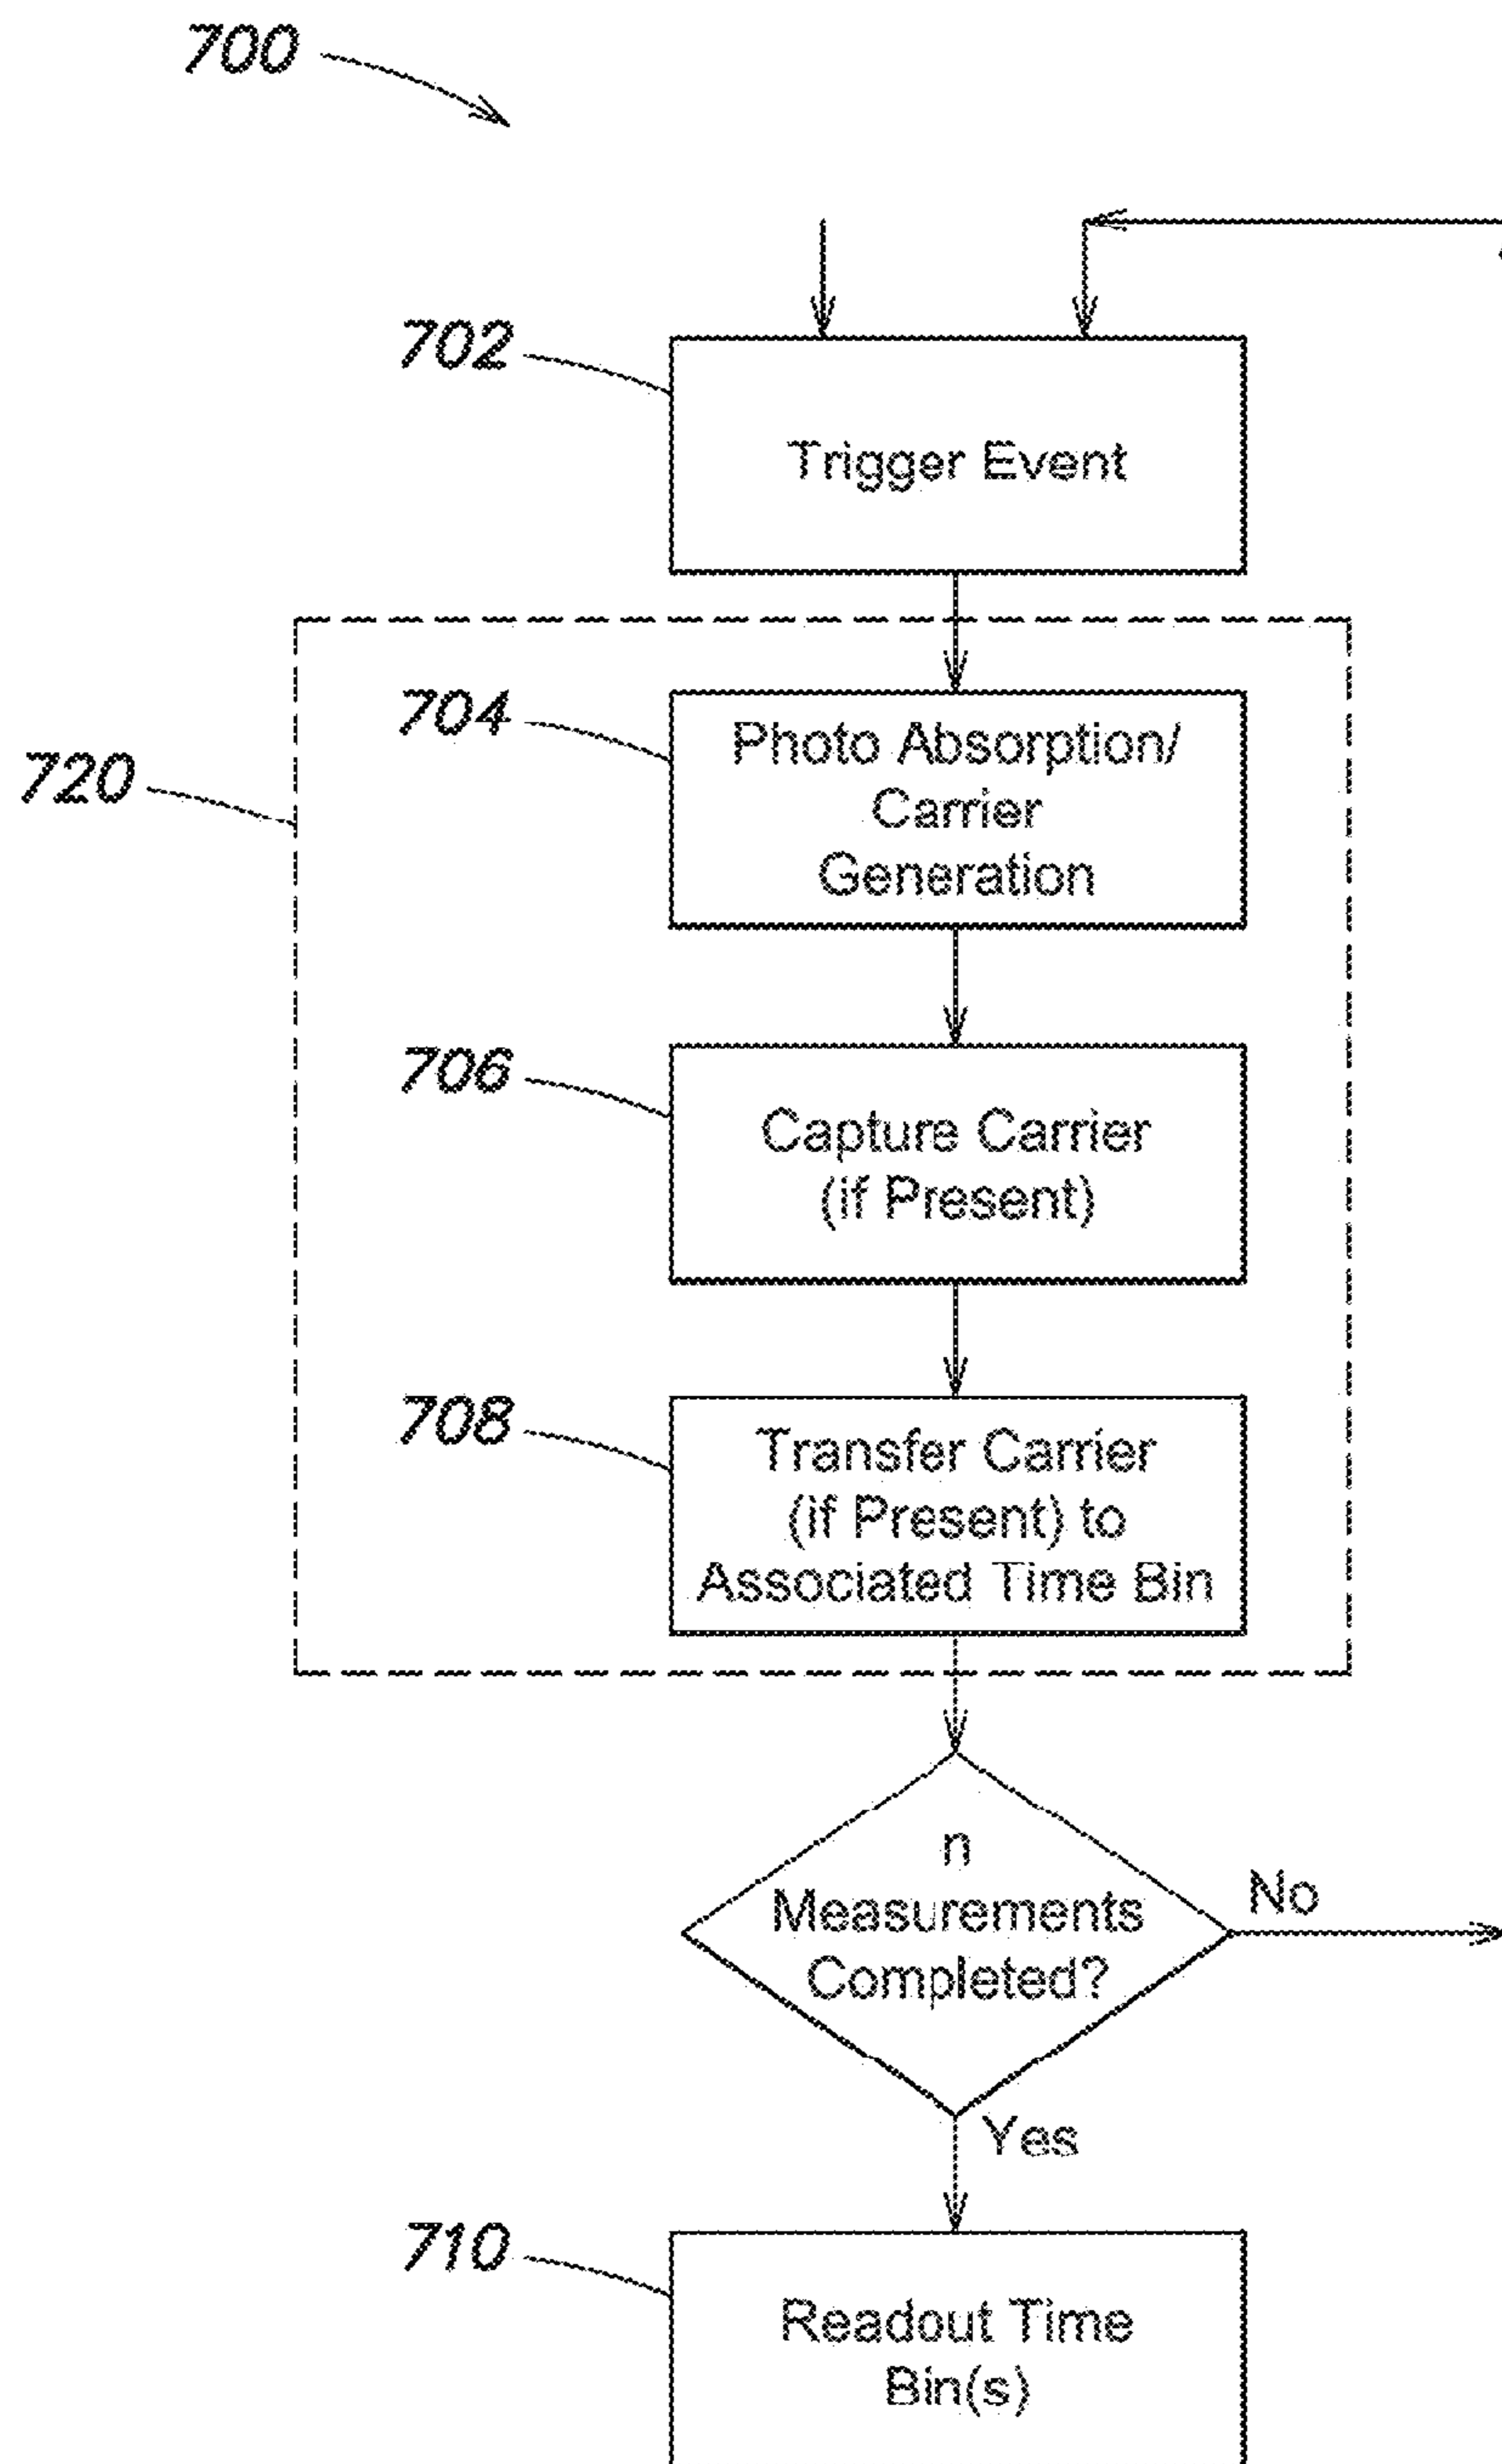 700
702
Trigger Event
704
Photo Absorption/
Carrier
Generation
720
706
Capture Carrier
(if Present)
708
Transfer Carrier
(if Present) to
Associated Time Bin
n
Measurements
Completed?
No
Yes
710
Readout Time
Bin(s)